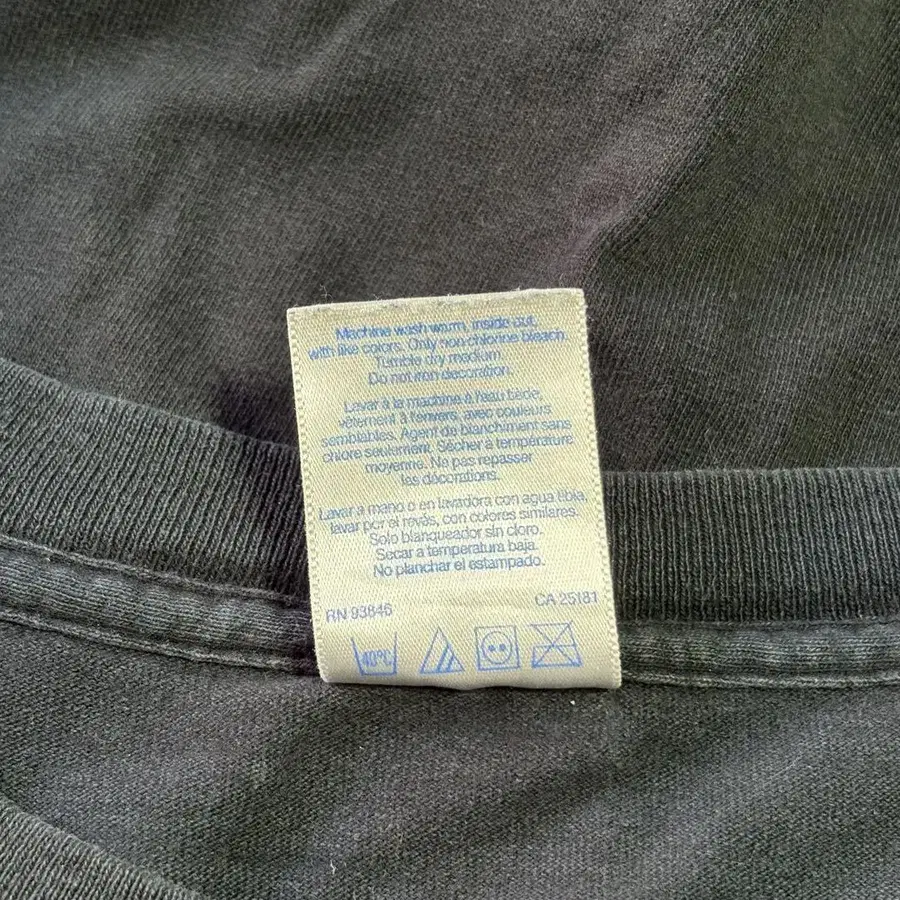 Machine wash warm, inside out,
with like colors. Only non-chlorine bleach.
Tumble dry medium.
Do not iron decoration.
Laver à la machine à l'eau tiède,
vêtement à l'envers, avec couleurs
semblables. Agent de blanchiment sans
chlore seulement. Sécher à température
moyenne. Ne pas repasser
les décorations.
Lavar a mano o en lavadora con agua tibia,
lavar por el revés, con colores similares.
Solo blanqueador sin cloro.
Secar a temperatura baja.
No planchar el estampado.
RN 93846 CA 25181
40°C